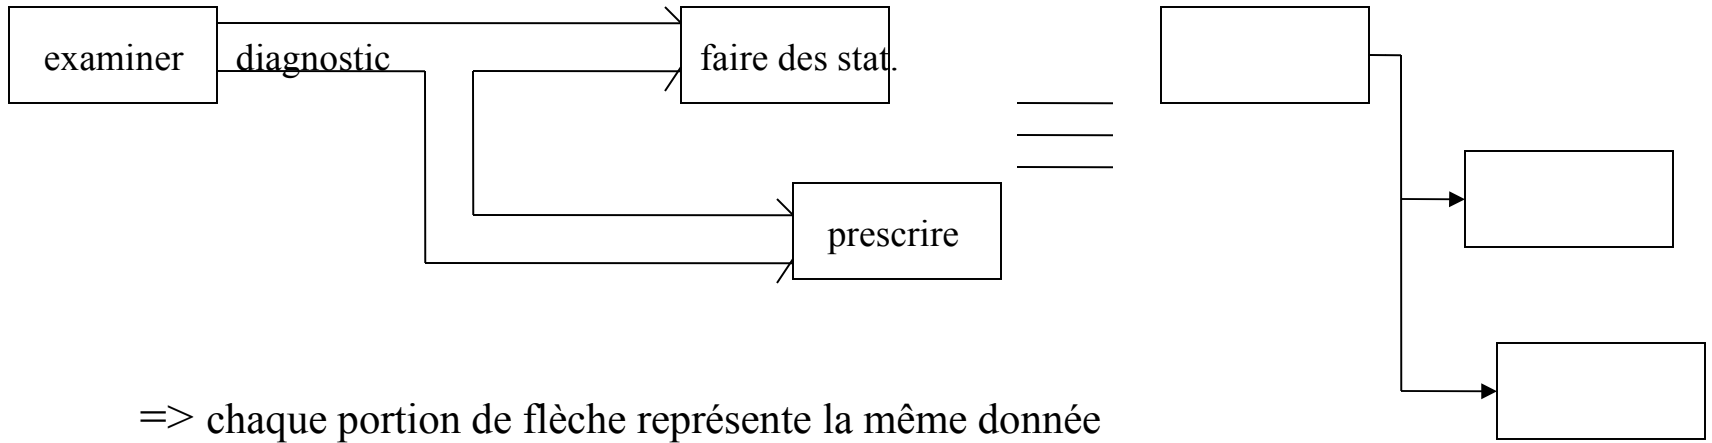 examiner diagnostic faire des stat.
prescrire
=> chaque portion de flèche représente la même donnée